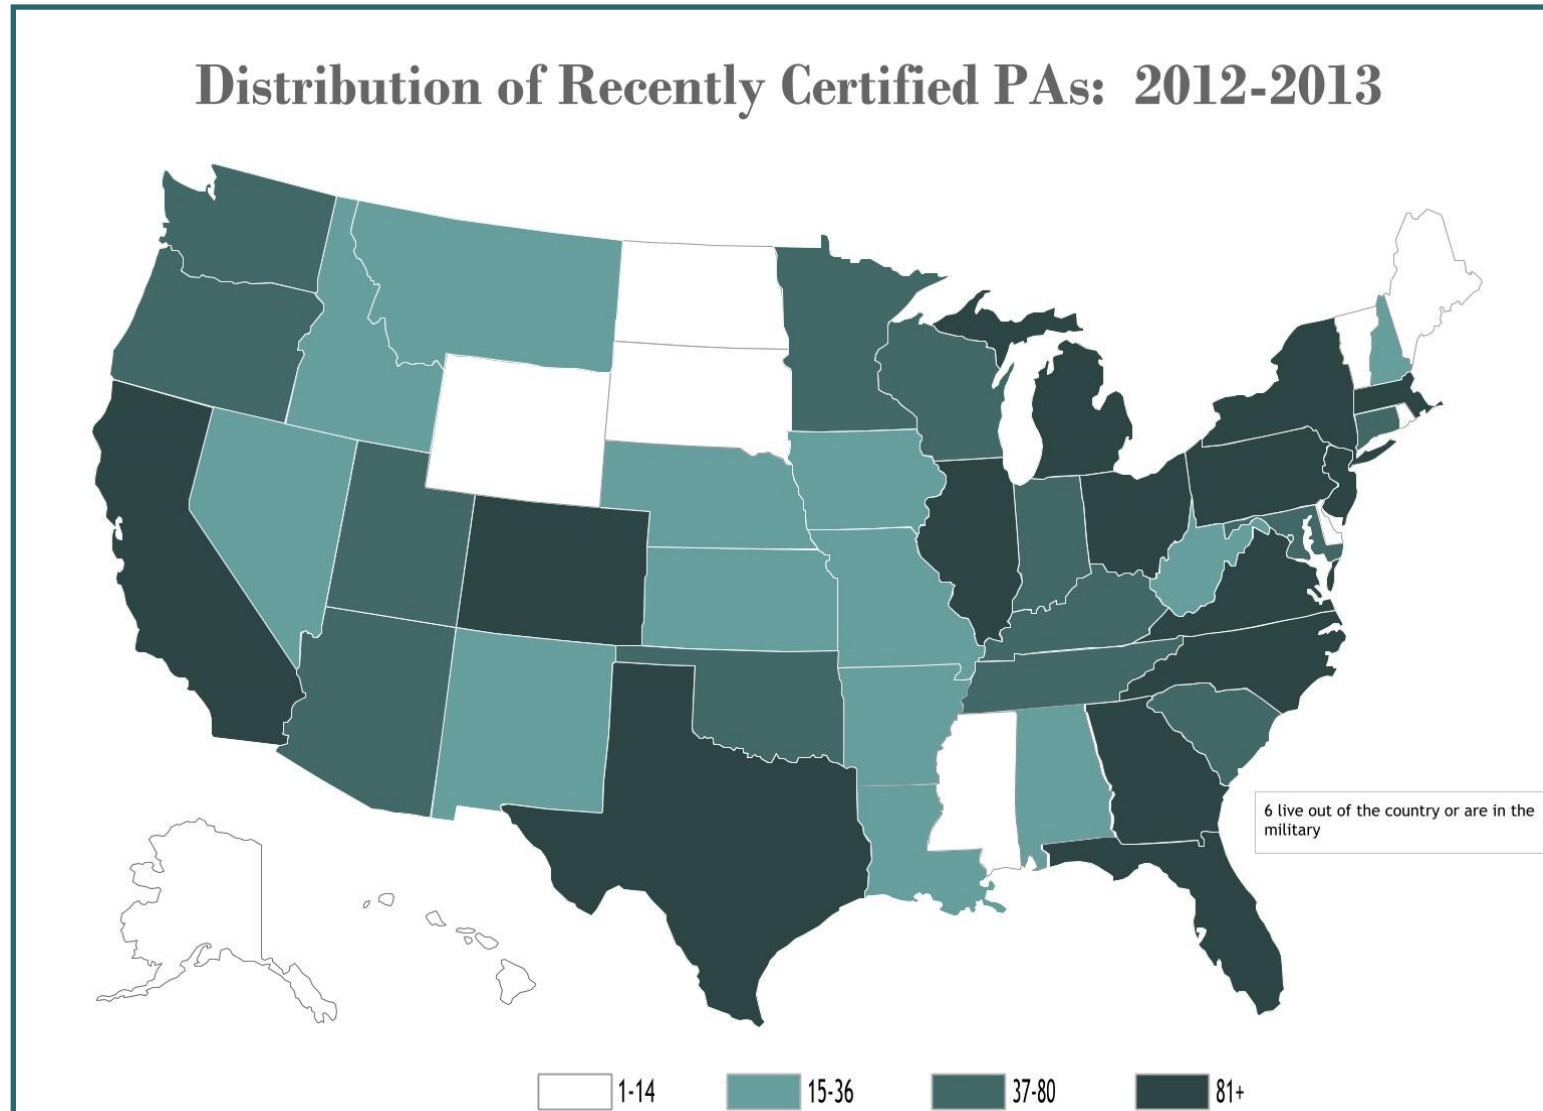 Distribution of Recently Certified PAs: 2012-2013
6 live out of the country or are in the
military
1-14
15-36
37-80
81+